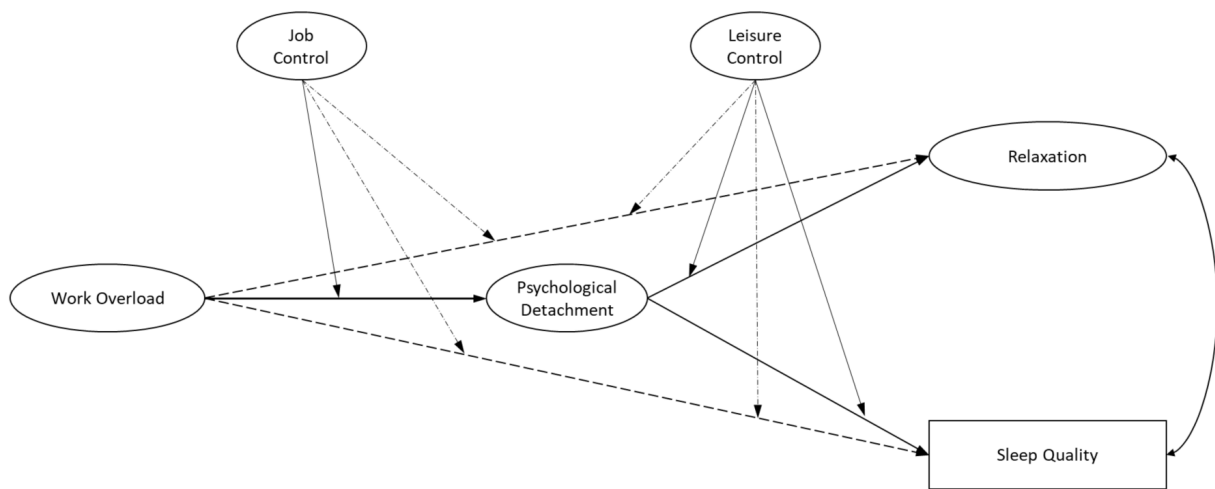 Job
Control
Leisure
Control
Relaxation
Work Overload
Psychological
Detachment
Sleep Quality